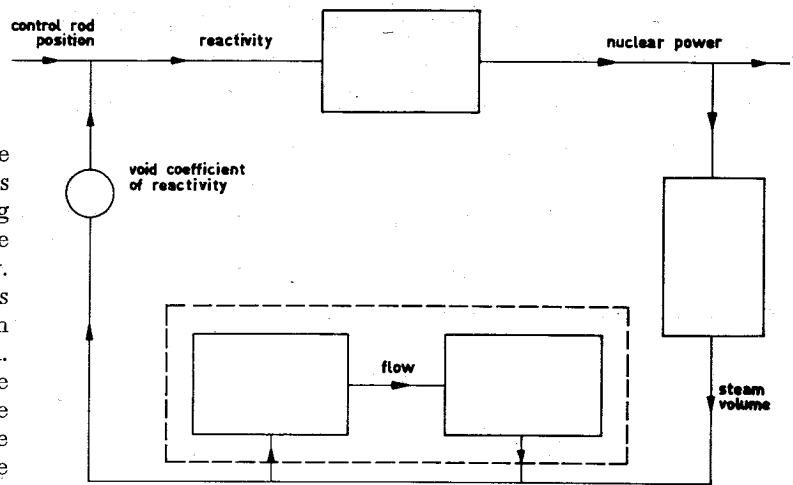 control rod
position
reactivity
nuclear power
void coefficient
of reactivity
flow
steam
volume